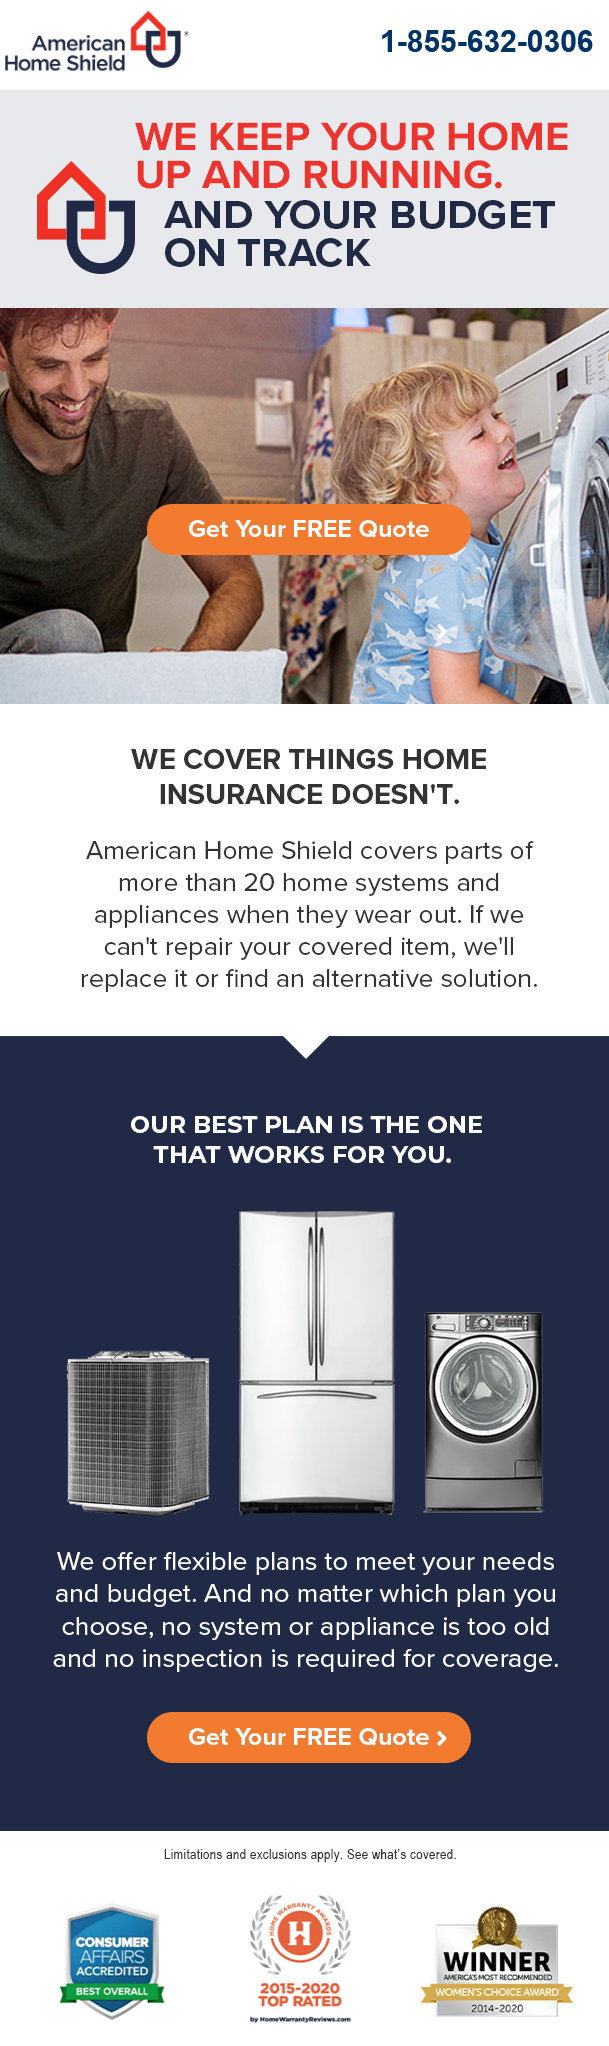 American
Home Shield
1-855-632-0306
WE KEEP YOUR HOME
UP AND RUNNING.
AND YOUR BUDGET
ON TRACK
Get Your FREE Quote
WE COVER THINGS HOME
INSURANCE DOESN'T.
American Home Shield covers parts of
more than 20 home systems and
appliances when they wear out. If we
can't repair your covered item, we'll
replace it or find an alternative solution.
OUR BEST PLAN IS THE ONE
THAT WORKS FOR YOU.
We offer flexible plans to meet your needs
and budget. And no matter which plan you
choose, no system or appliance is too old
and no inspection is required for coverage.
Get Your FREE Quote
Limitations and exclusions apply. See what's covered.
CONSUMER
AFFAIRS
ACCREDITED
BEST OVERALL
HOME WARRANTY AWARDS
H
2015-2020
TOP RATED
by HomeWarrantyReviews.com
WINNER
AMERICA'S MOST RECOMMENDED
WOMEN'S CHOICE AWARD
2014-2020